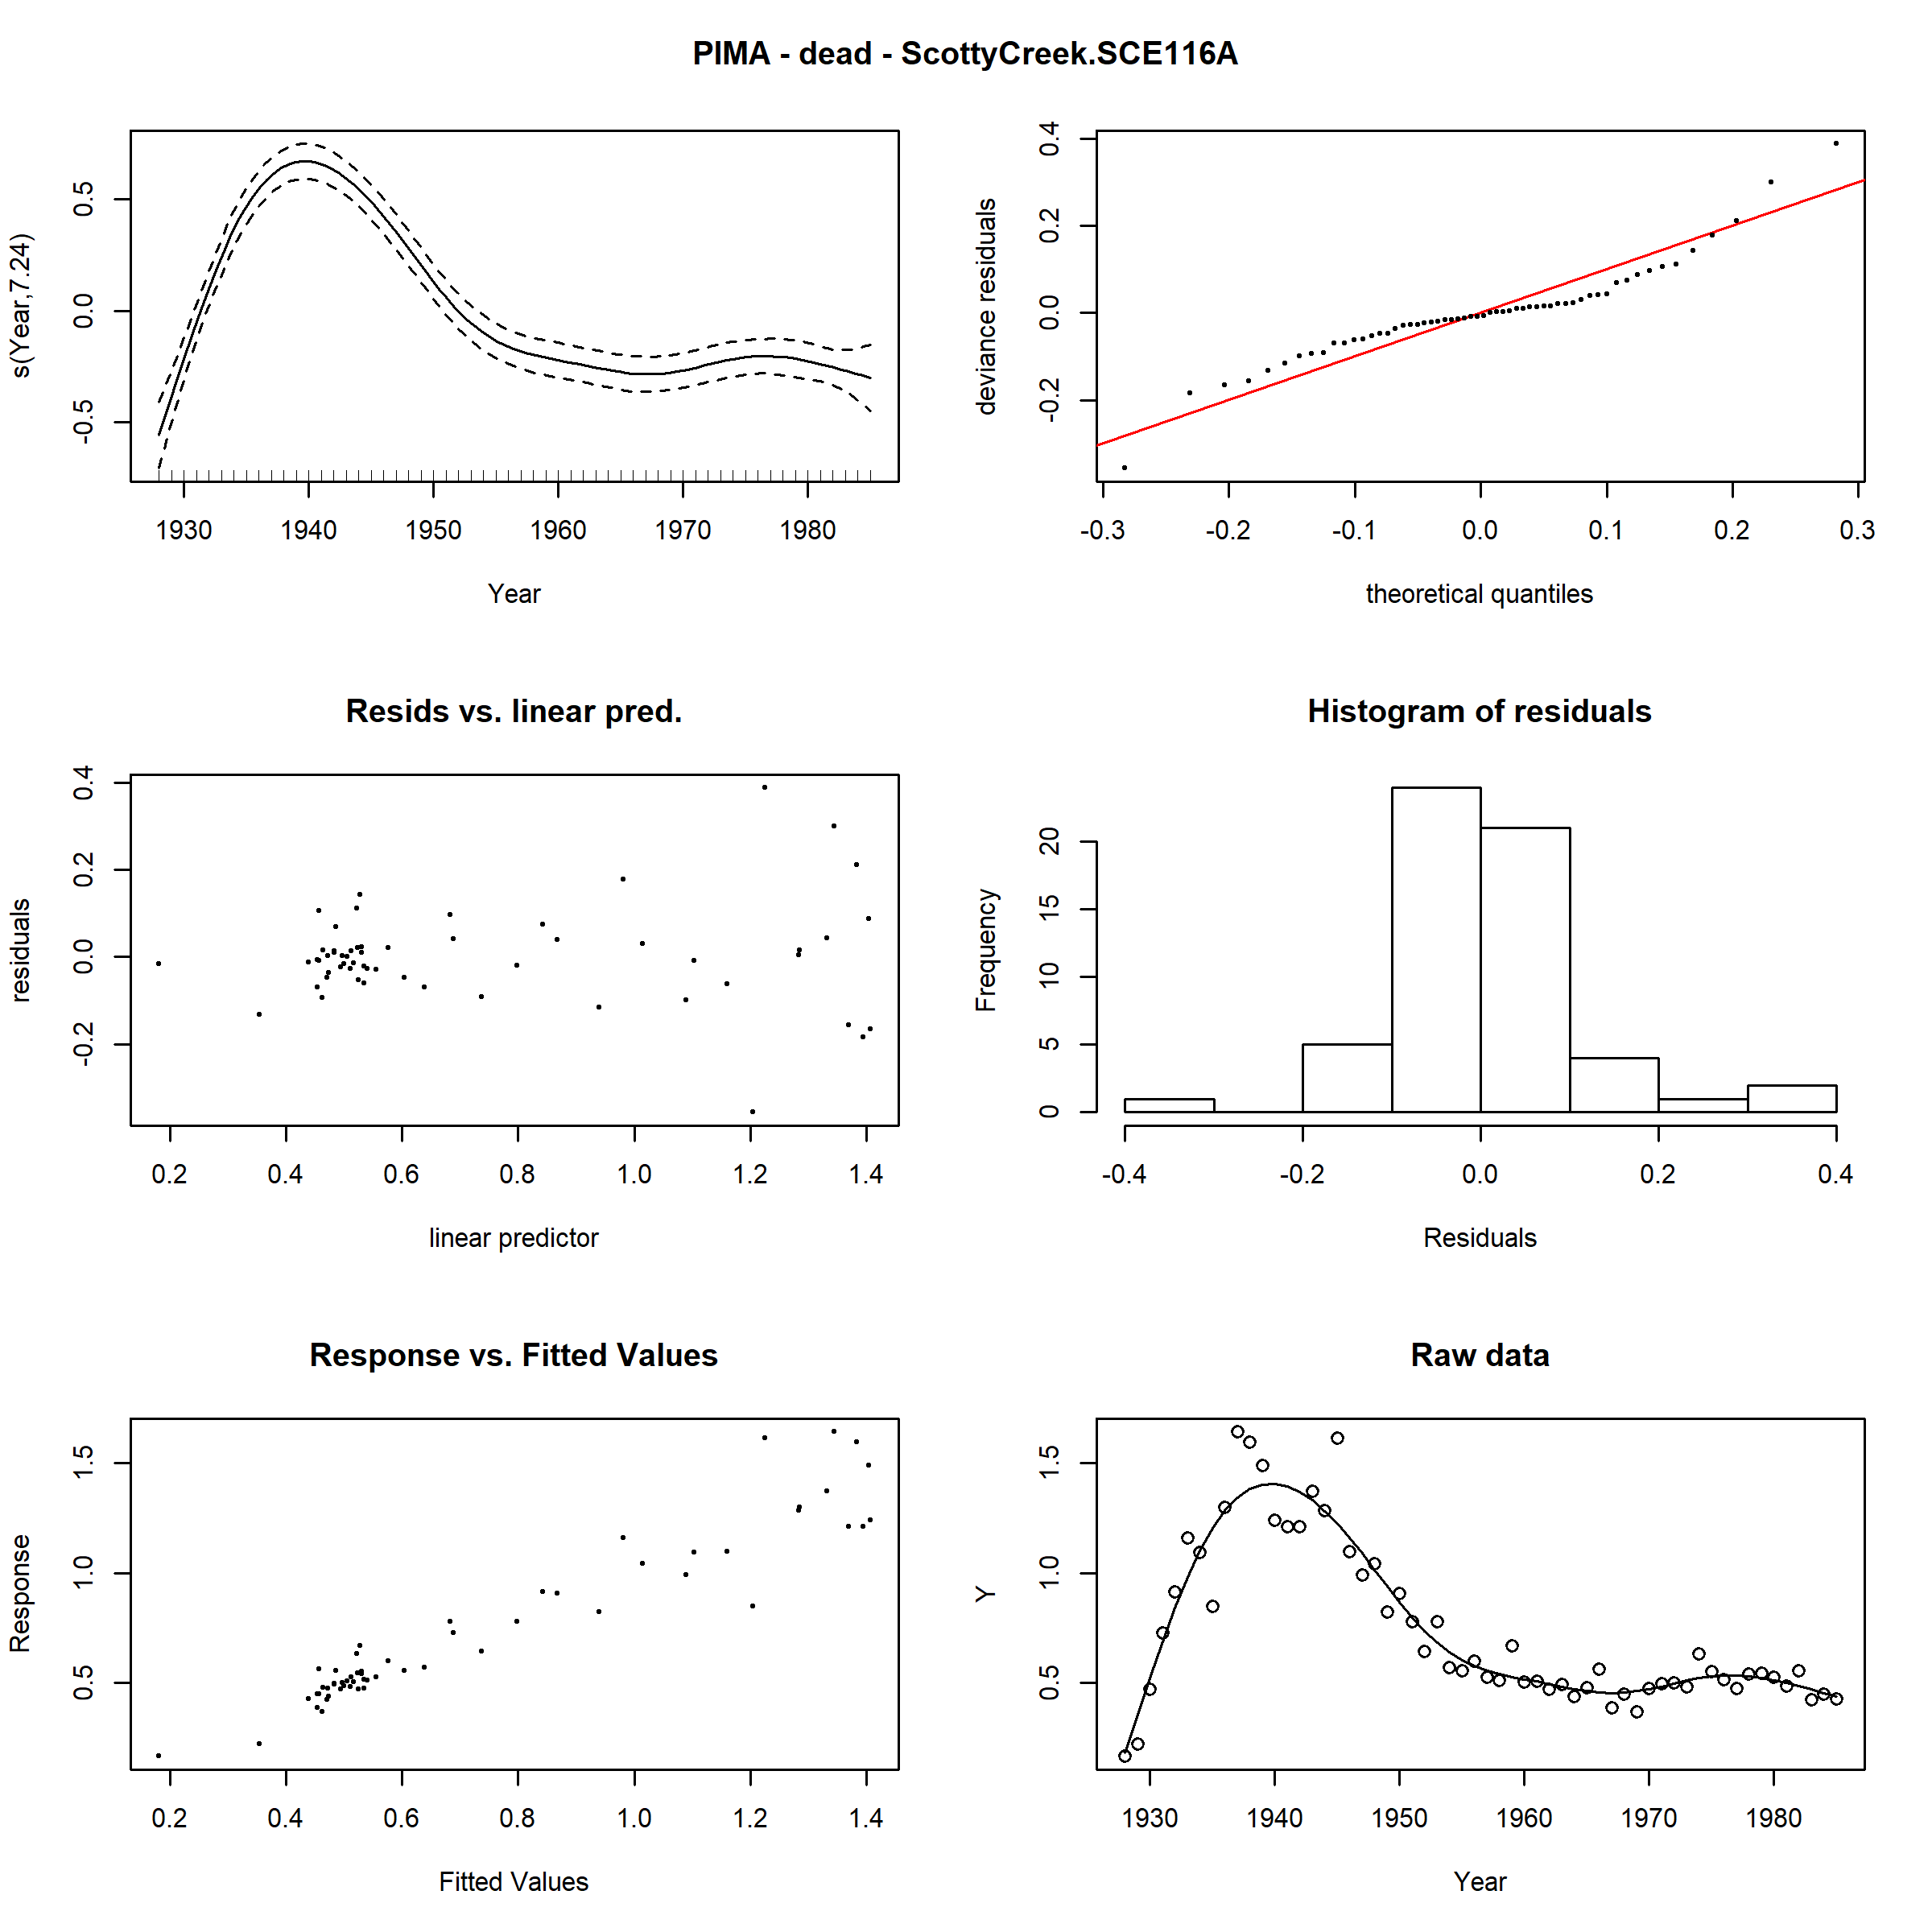 PIMA - dead - ScottyCreek.SCE116A
s(Year,7.24)
0.5
0.0
-0.5
1930 1940 1950 1960 1970 1980
Year
deviance residuals
0.4
0.2
0.0
-0.2
-0.3 -0.2 -0.1 0.0 0.1 0.2 0.3
theoretical quantiles
Resids vs. linear pred.
residuals
0.4
0.2
0.0
-0.2
0.2 0.4 0.6 0.8 1.0 1.2 1.4
linear predictor
Histogram of residuals
Frequency
20
15
10
5
0
-0.4 -0.2 0.0 0.2 0.4
Residuals
Response vs. Fitted Values
Response
1.5
1.0
0.5
0.2 0.4 0.6 0.8 1.0 1.2 1.4
Fitted Values
Raw data
Y
1.5
1.0
0.5
1930 1940 1950 1960 1970 1980
Year